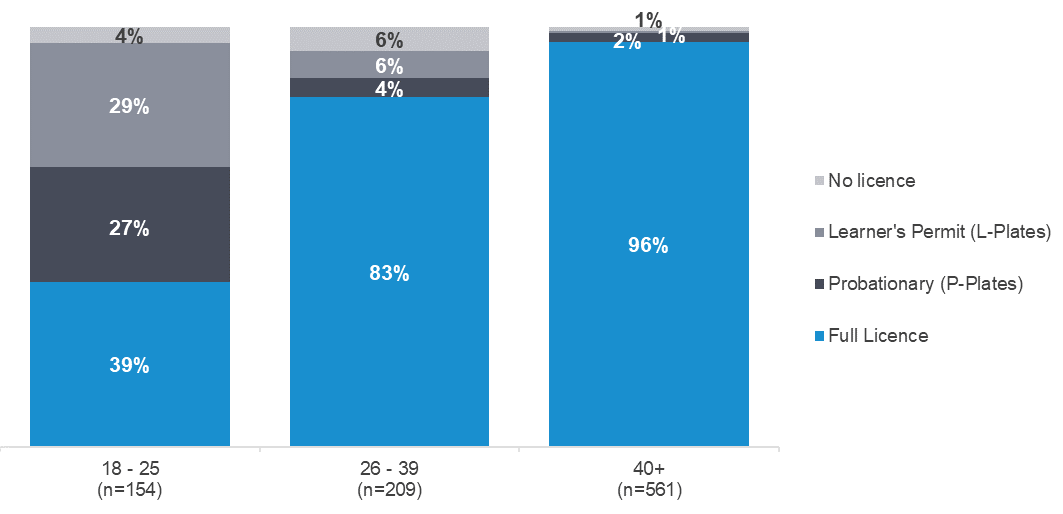 1%
4%
6%
2%
1%
6%
29%
4%
27%
83%
96%
39%
No licence
Learner's Permit (L-Plates)
Probationary (P-Plates)
Full Licence
18 - 25
(n=154)
26 - 39
(n=209)
40+
(n=561)